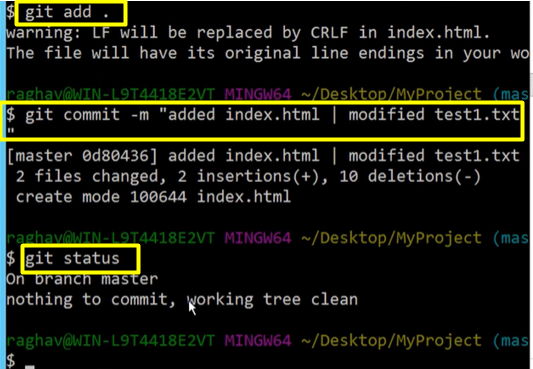 $ git add .
warning: LF will be replaced by CRLF in index.html.
The file will have its original line endings in your wo
raghav@WIN-L9T4418E2VT MINGW64 ~/Desktop/MyProject (mas
$ git commit -m "added index.html | modified test1.txt
"
[master 0d80436] added index.html | modified test1.txt
2 files changed, 2 insertions(+), 10 deletions(-)
create mode 100644 index.html
raghav@WIN-L9T4418E2VT MINGW64 ~/Desktop/MyProject (mas
$ git status
On branch master
nothing to commit, working tree clean
raghav@WIN-L9T4418E2VT MINGW64 ~/Desktop/MyProject (mas
$